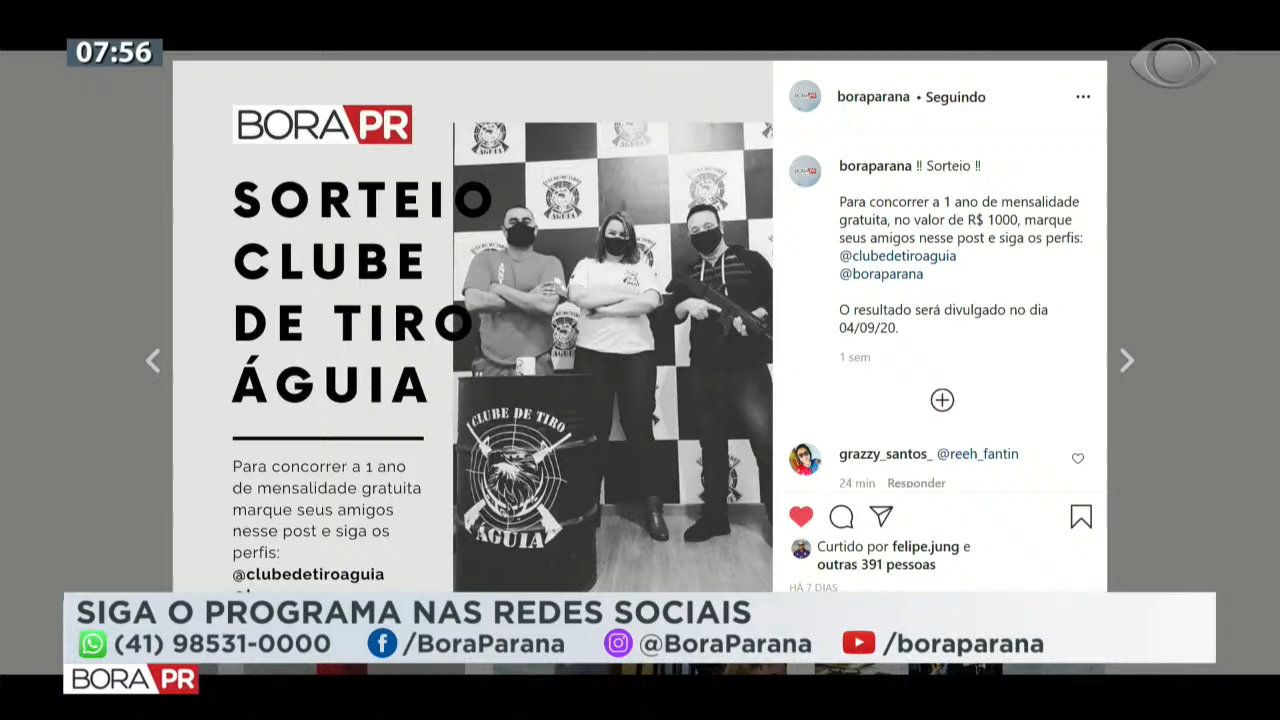 07:56
BORA PR
SORTEIO
CLUBE
DE TIRO
ÁGUIA
Para concorrer a 1 ano
de mensalidade gratuita
marque seus amigos
nesse post e siga os
perfis:
@clubedetiroaguia
ÁGUIA
CLUBE DE TIRO
ÁGUIA
boraparana • Seguindo
boraparana !! Sorteio !!
Para concorrer a 1 ano de mensalidade
gratuita, no valor de R$ 1000, marque
seus amigos nesse post e siga os perfis:
@clubedetiroaguia
@boraparana
O resultado será divulgado no dia
04/09/20.
1 sem
grazzy_santos_ @reeh_fantin
24 min Responder
Curtido por felipe.jung e
outras 391 pessoas
HÁ 7 DIAS
SIGA O PROGRAMA NAS REDES SOCIAIS
(41) 98531-0000 /BoraParana @BoraParana /boraparana
BORA PR